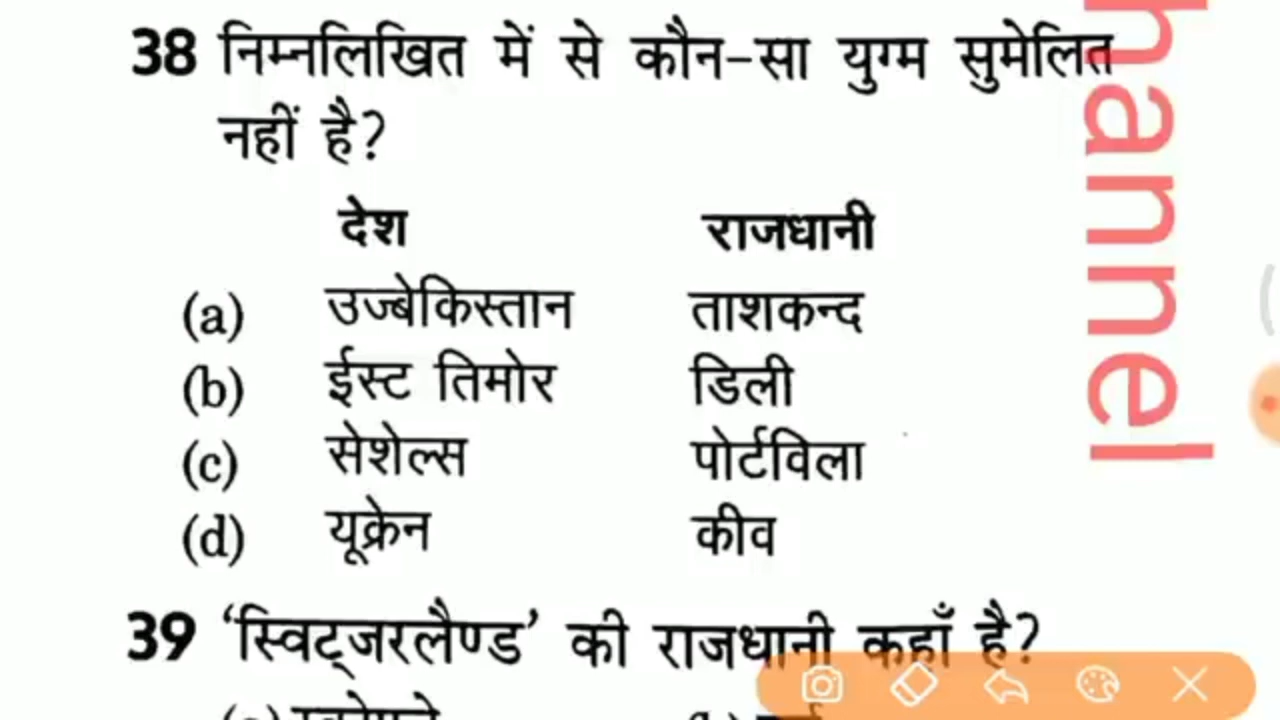 38 निम्नलिखित में से कौन-सा युग्म सुमेलित
नहीं है?
देश राजधानी
(a) उज्बेकिस्तान ताशकन्द
(b) ईस्ट तिमोर डिली
(c) सेशेल्स पोर्टविला
(d) यूक्रेन कीव
39 ‘स्विट्जरलैण्ड’ की राजधानी कहाँ है?
hannel